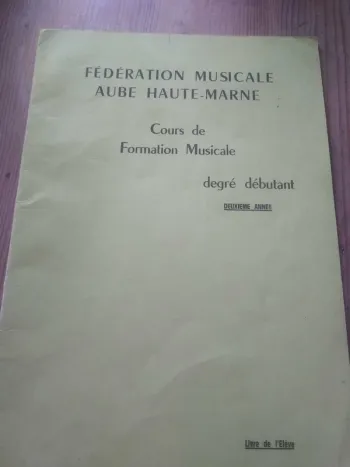 FÉDÉRATION MUSICALE
AUBE HAUTE-MARNE
Cours de
Formation Musicale
degré débutant
DEUXIEME ANNEE
Livre de l'Elève